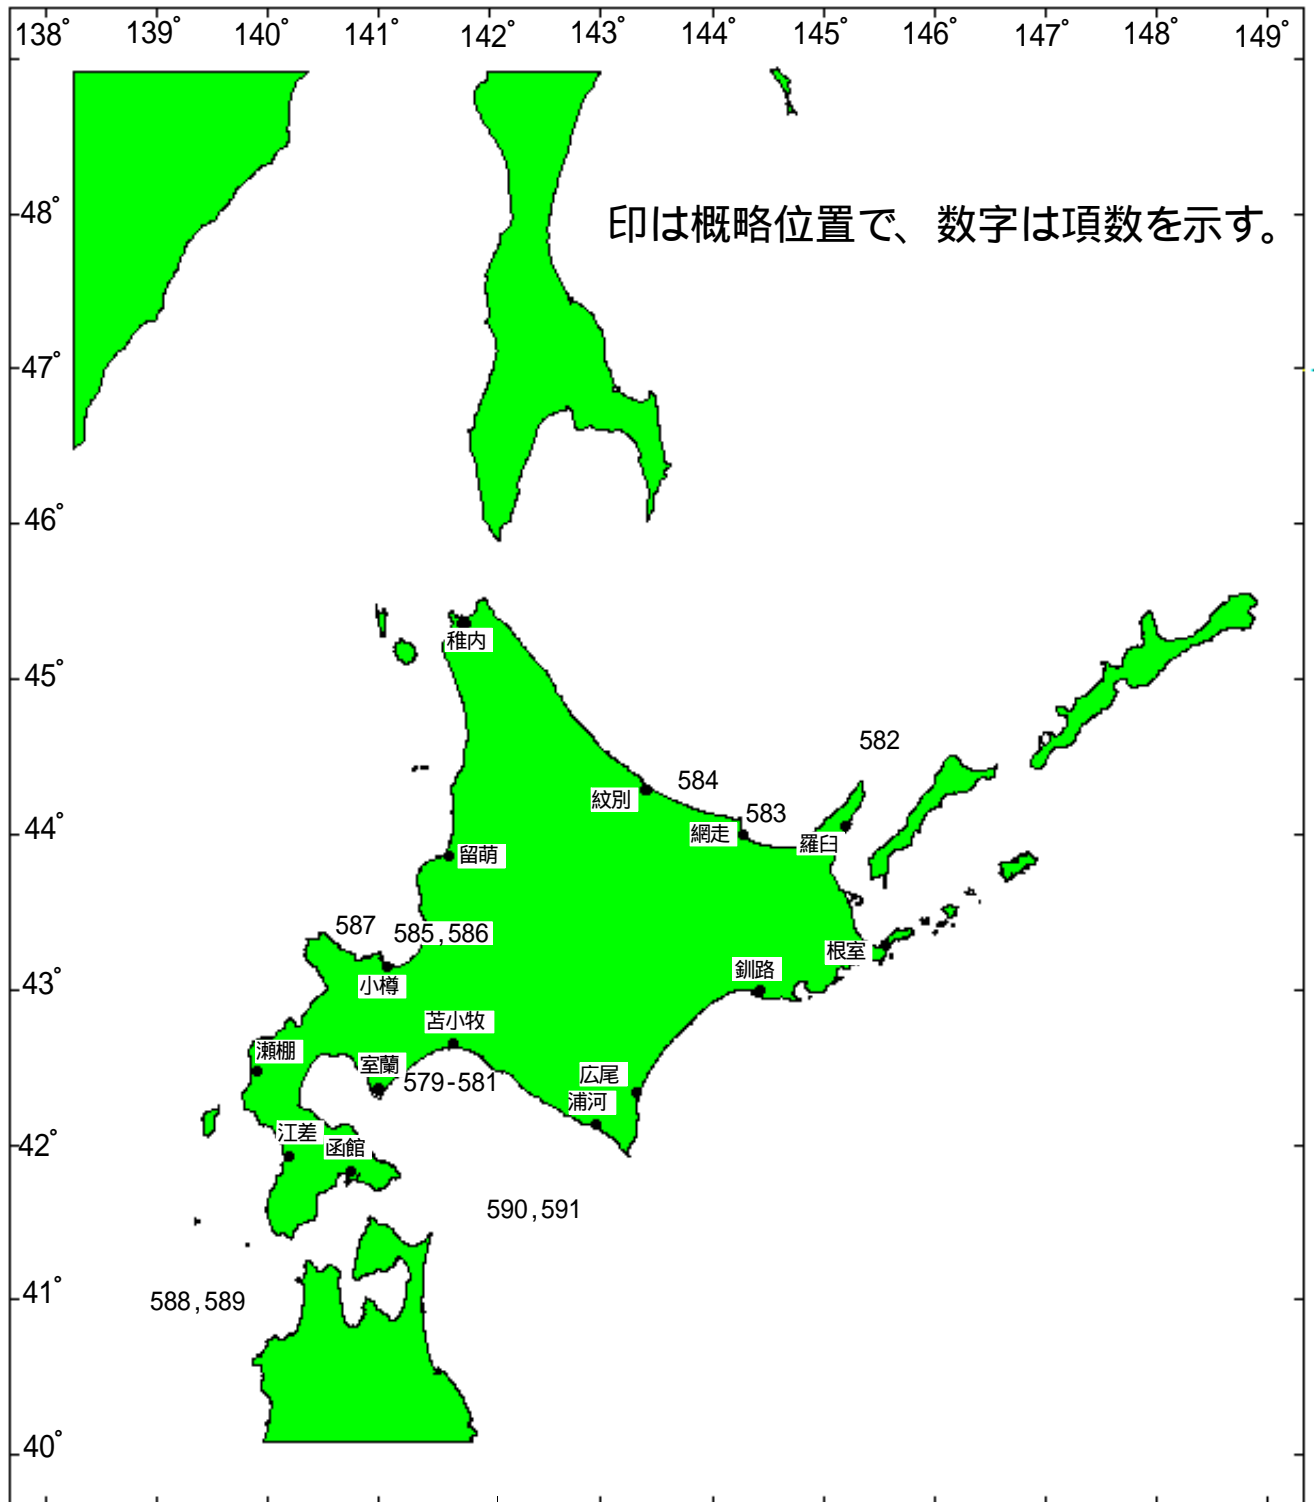 138° 139° 140° 141° 142° 143° 144° 145° 146° 147° 148° 149°
48°
印は概略位置で、数字は項数を示す。
47°
46°
稚内
45°
582
584
紋別
583
網走
羅臼
44°
留萌
587
585,586
根室
釧路
43°
小樽
苫小牧
瀬棚
室蘭
579-581
広尾
浦河
42°
江差
函館
590,591
41°
588,589
40°